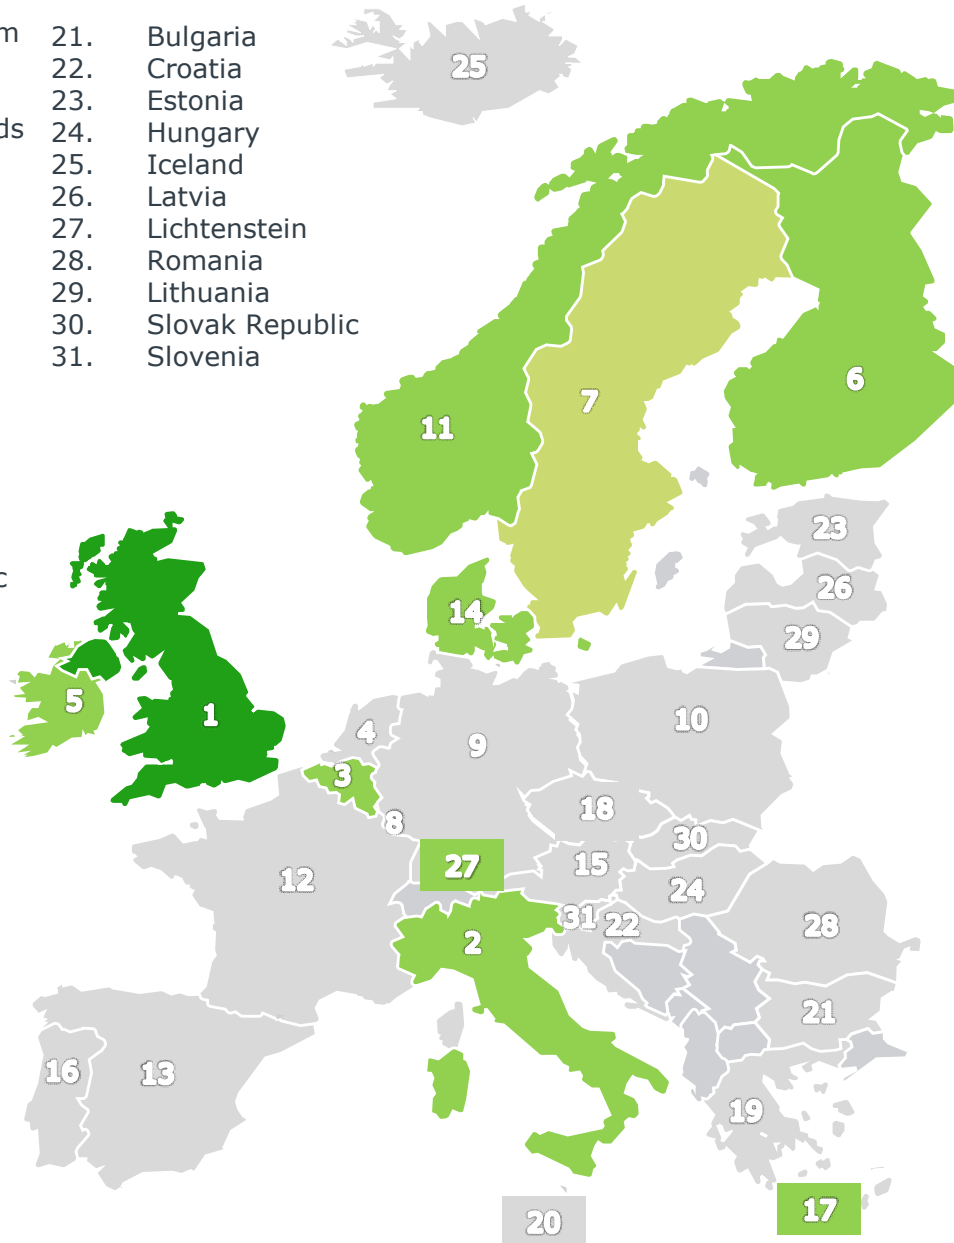 m
ds
c
21. Bulgaria
22. Croatia
23. Estonia
24. Hungary
25. Iceland
26. Latvia
27. Lichtenstein
28. Romania
29. Lithuania
30. Slovak Republic
31. Slovenia
25
6
7
11
23
26
14
29
5
1
4
10
3
9
8
18
30
27
15
12
24
31
22
2
28
21
16
13
19
17
20